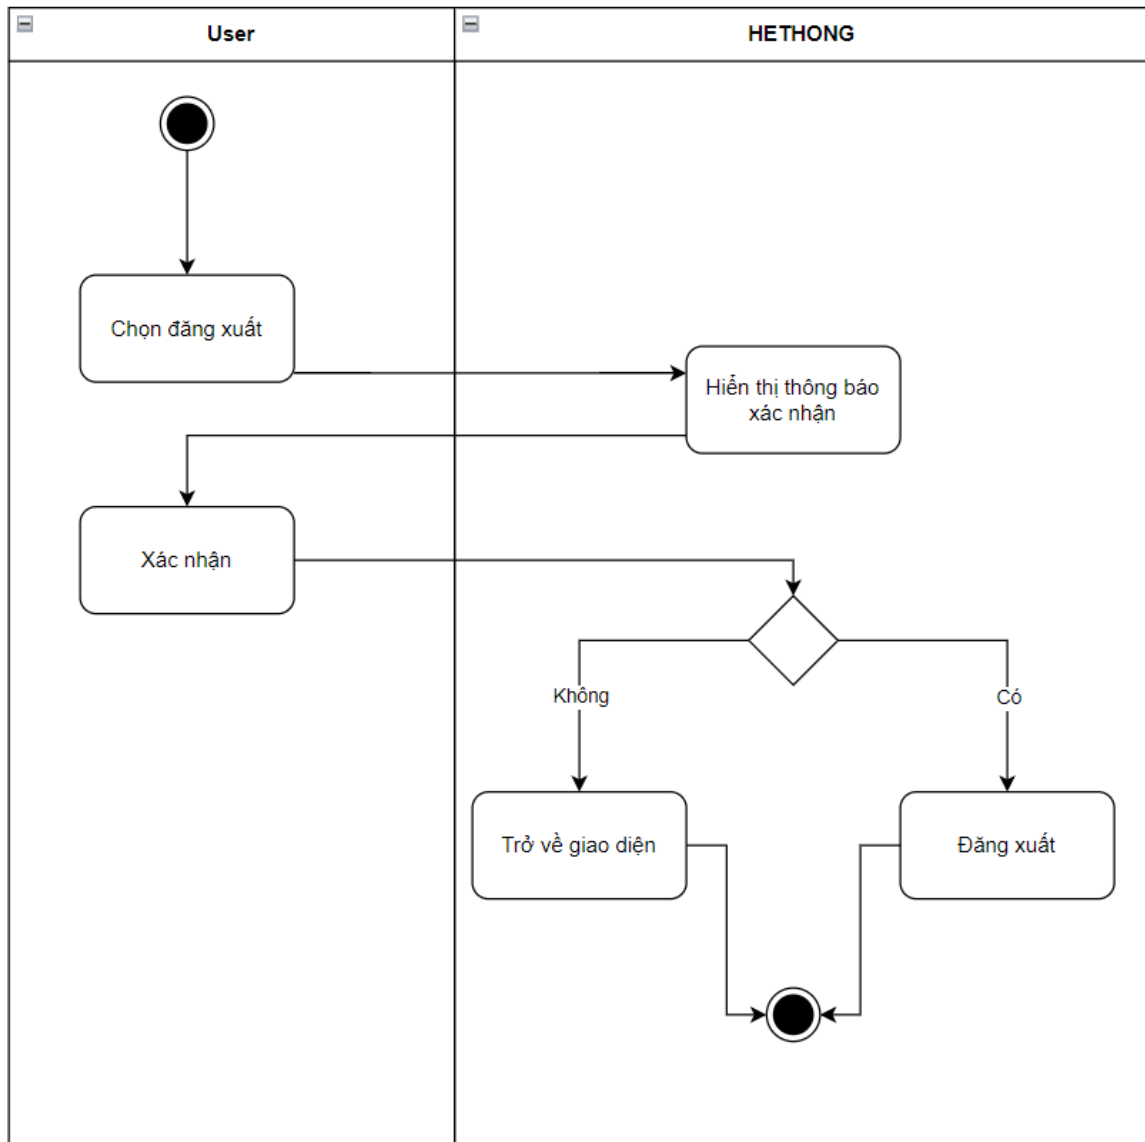 User
HETHONG
Chọn đăng xuất
Hiển thị thông báo
xác nhận
Xác nhận
Không
Có
Trở về giao diện
Đăng xuất